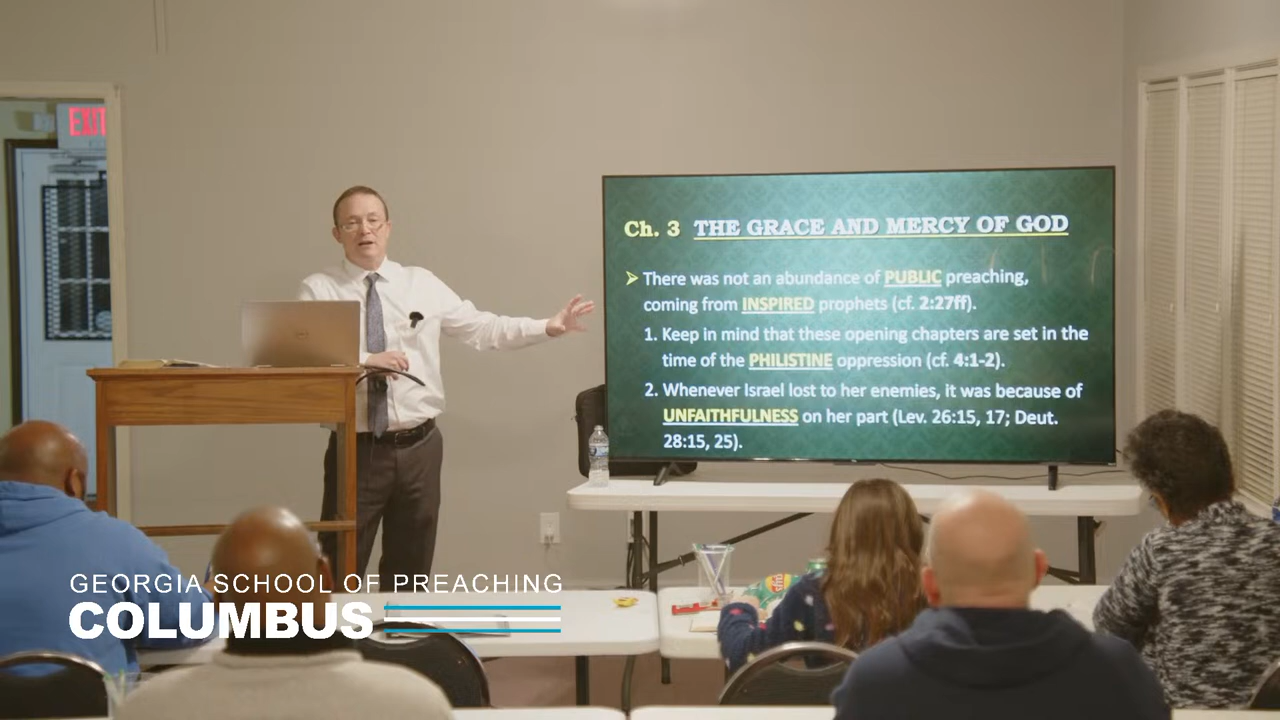 EXIT
Ch. 3 THE GRACE AND MERCY OF GOD
There was not an abundance of PUBLIC preaching,
coming from INSPIRED prophets (cf. 2:27ff).
1. Keep in mind that these opening chapters are set in the
time of the PHILISTINE oppression (cf. 4:1-2).
2. Whenever Israel lost to her enemies, it was because of
UNFAITHFULNESS on her part (Lev. 26:15, 17; Deut.
28:15, 25).
GEORGIA SCHOOL OF PREACHING
COLUMBUS